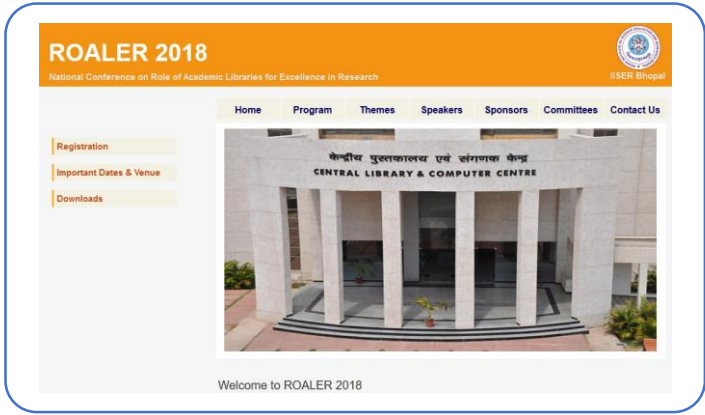 ROALER 2018
National Conference on Role of Academic Libraries for Excellence in Research
IISER Bhopal
Home Program Themes Speakers Sponsors Committees Contact Us
Registration
Important Dates & Venue
Downloads
केन्द्रीय पुस्तकालय एवं संगणक केन्द्र
CENTRAL LIBRARY & COMPUTER CENTRE
Welcome to ROALER 2018